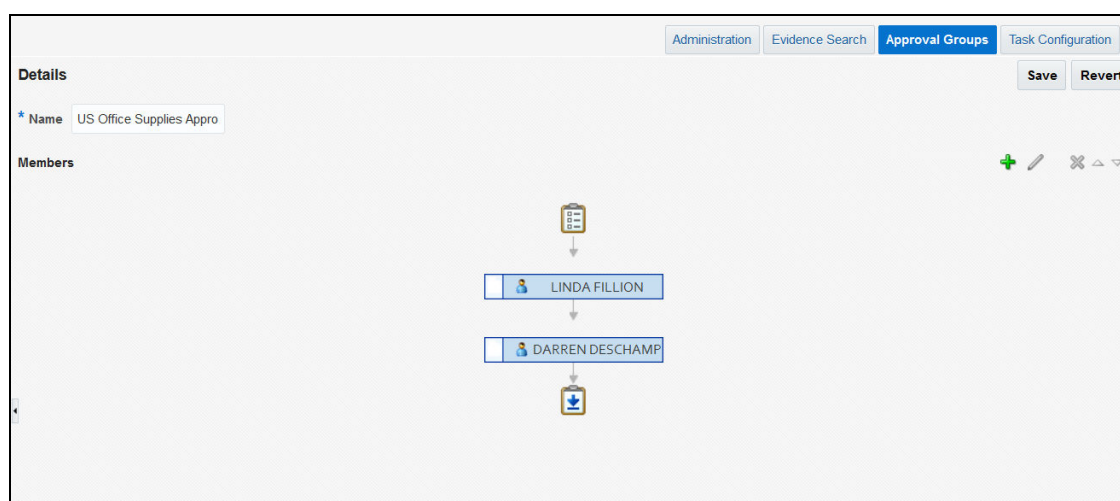 Administration Evidence Search Approval Groups Task Configuration
Details Save Revert
* Name US Office Supplies Appro
Members
LINDA FILLION
DARREN DESCHAMP